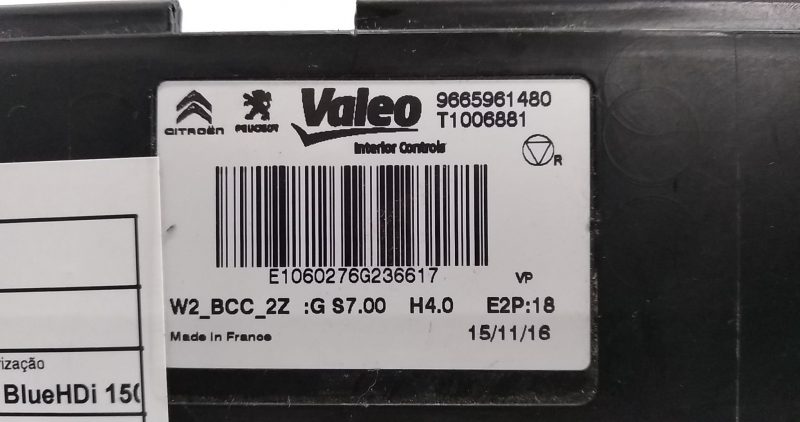 CITROËN PEUGEOT Valeo 9665961480
T1006881
Interior Controls
R
E1060276G236617 VP
W2_BCC_2Z :G S7.00 H4.0 E2P:18
Made in France 15/11/16
rização
BlueHDi 150